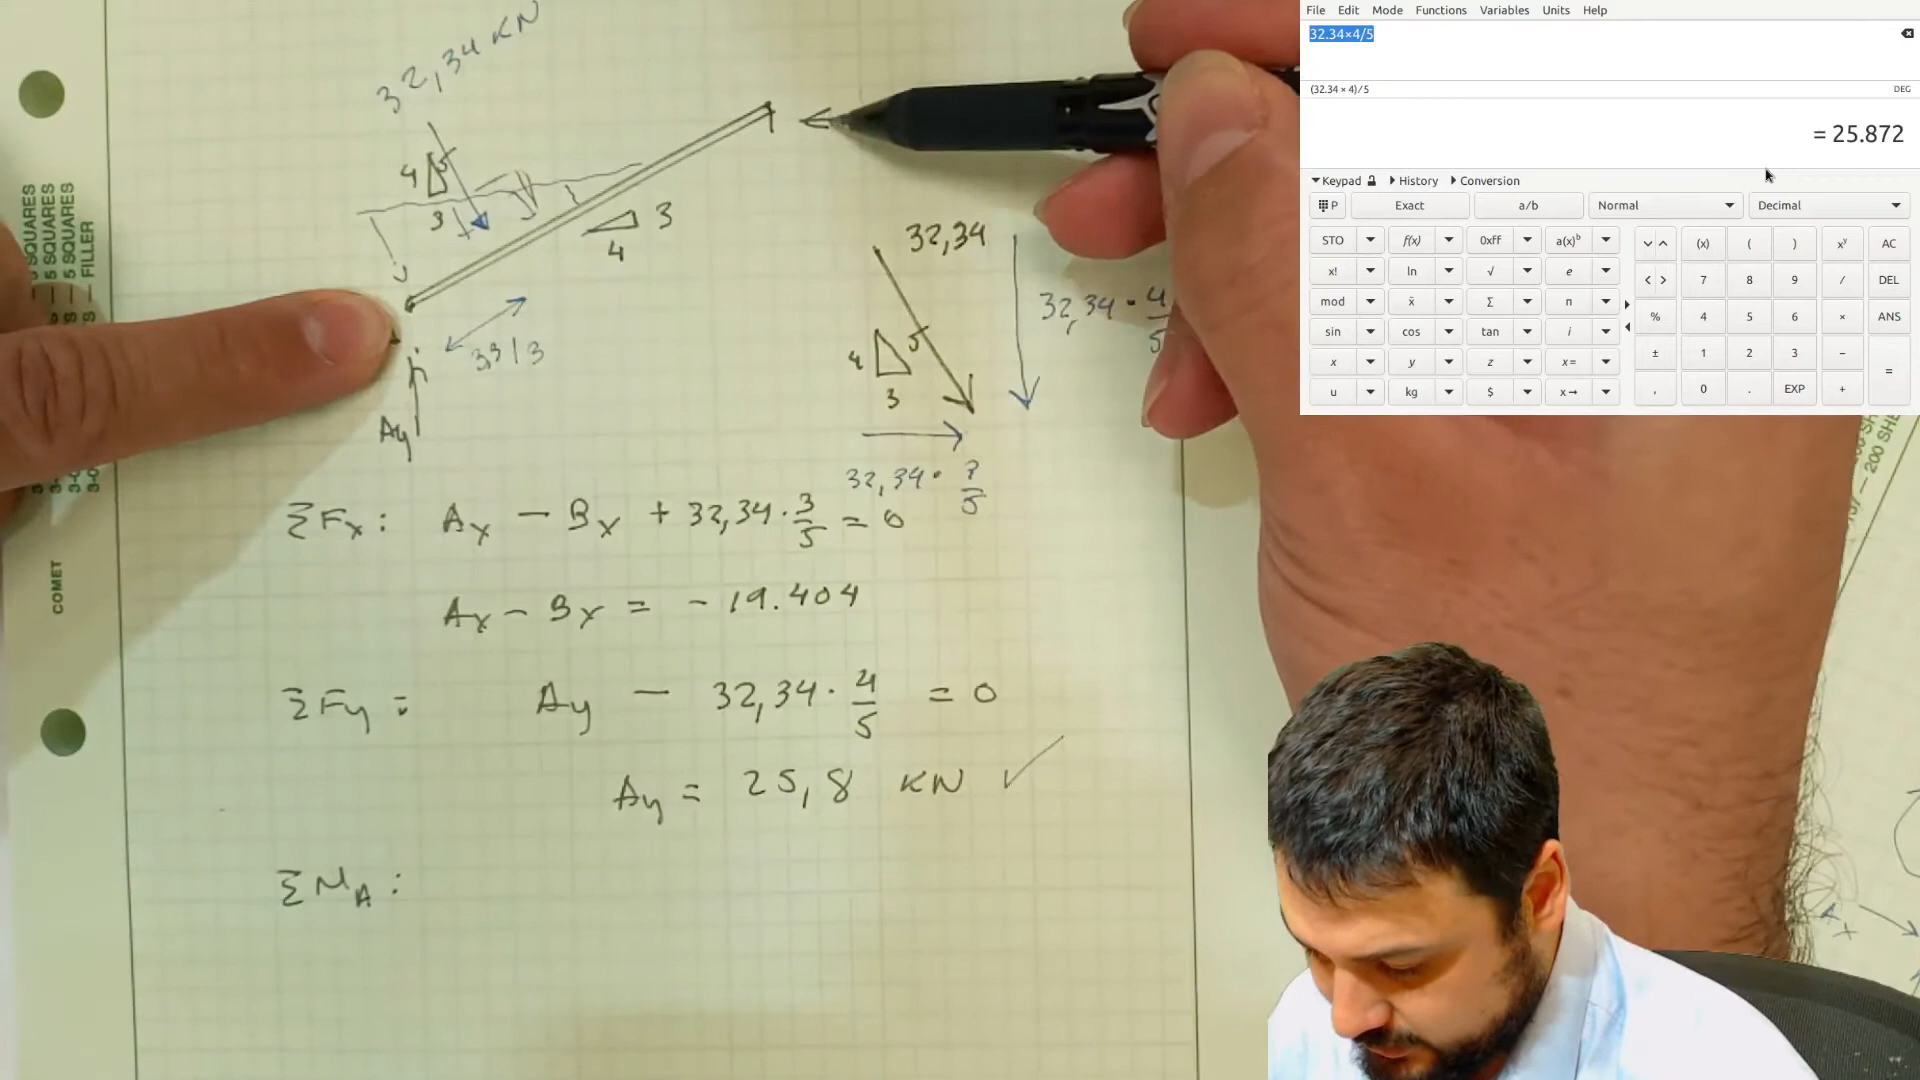 32,34 KN
4 5
3
3
4
Ay
32,34
32,34 · 4/5
4 5
3
32,34 · 3/5
ΣFx: Ax - Bx + 32,34 · 3/5 = 0
Ax - Bx = - 19.404
ΣFy: Ay - 32,34 · 4/5 = 0
Ay = 25,8 KN ✓
ΣMA:
5 SQUARES
5 SQUARES
5 SQUARES
FILLER
COMET
File Edit Mode Functions Variables Units Help
32.34×4/5
(32.34 × 4)/5 DEG
= 25.872
Keypad History Conversion
P Exact a/b Normal Decimal
STO f(x) 0xff a(x)ᵇ (x) ( ) xʸ AC
x! ln √ e < > 7 8 9 / DEL
mod x̄ Σ π % 4 5 6 × ANS
sin cos tan i ± 1 2 3 − =
x y z x= , 0 . EXP +
u kg $ x→
200 SH